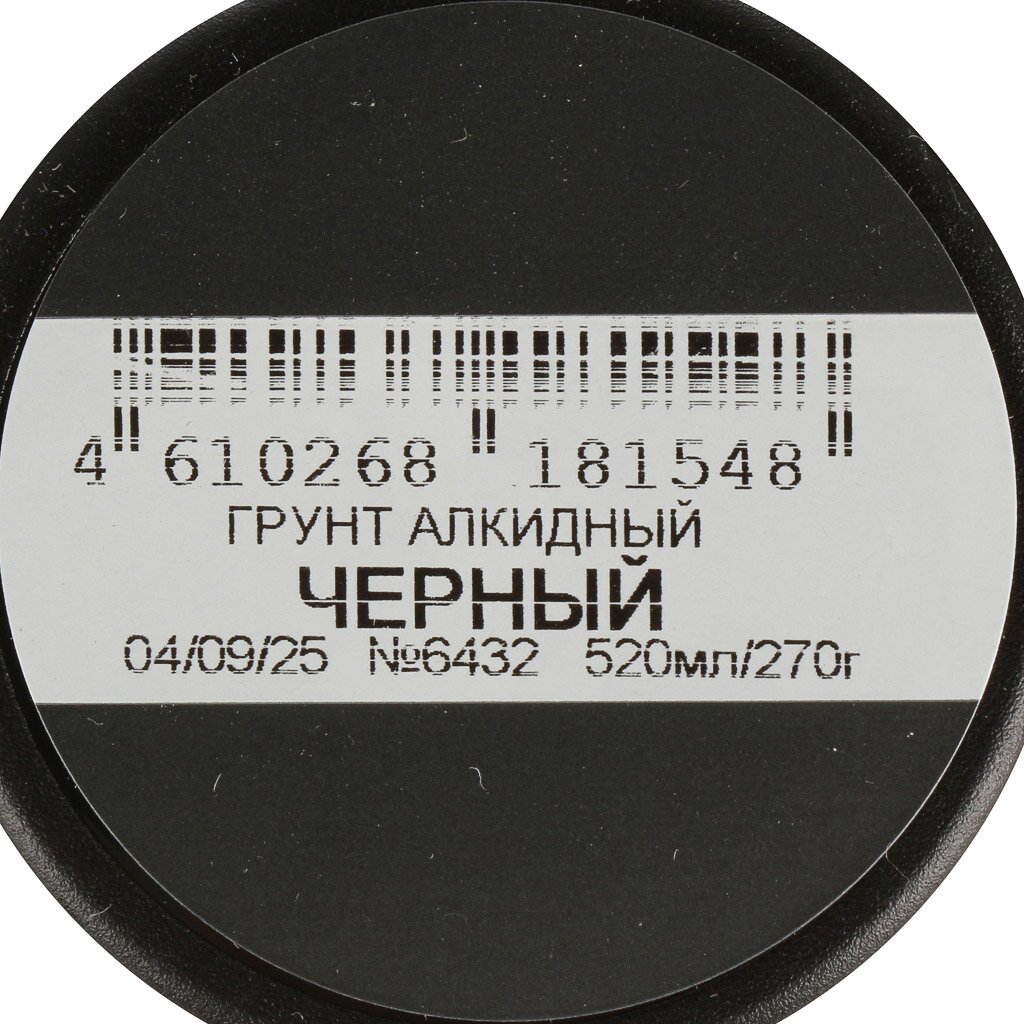 4 610268 181548
ГРУНТ АЛКИДНЫЙ
ЧЕРНЫЙ
04/09/25 №6432 520мл/270г